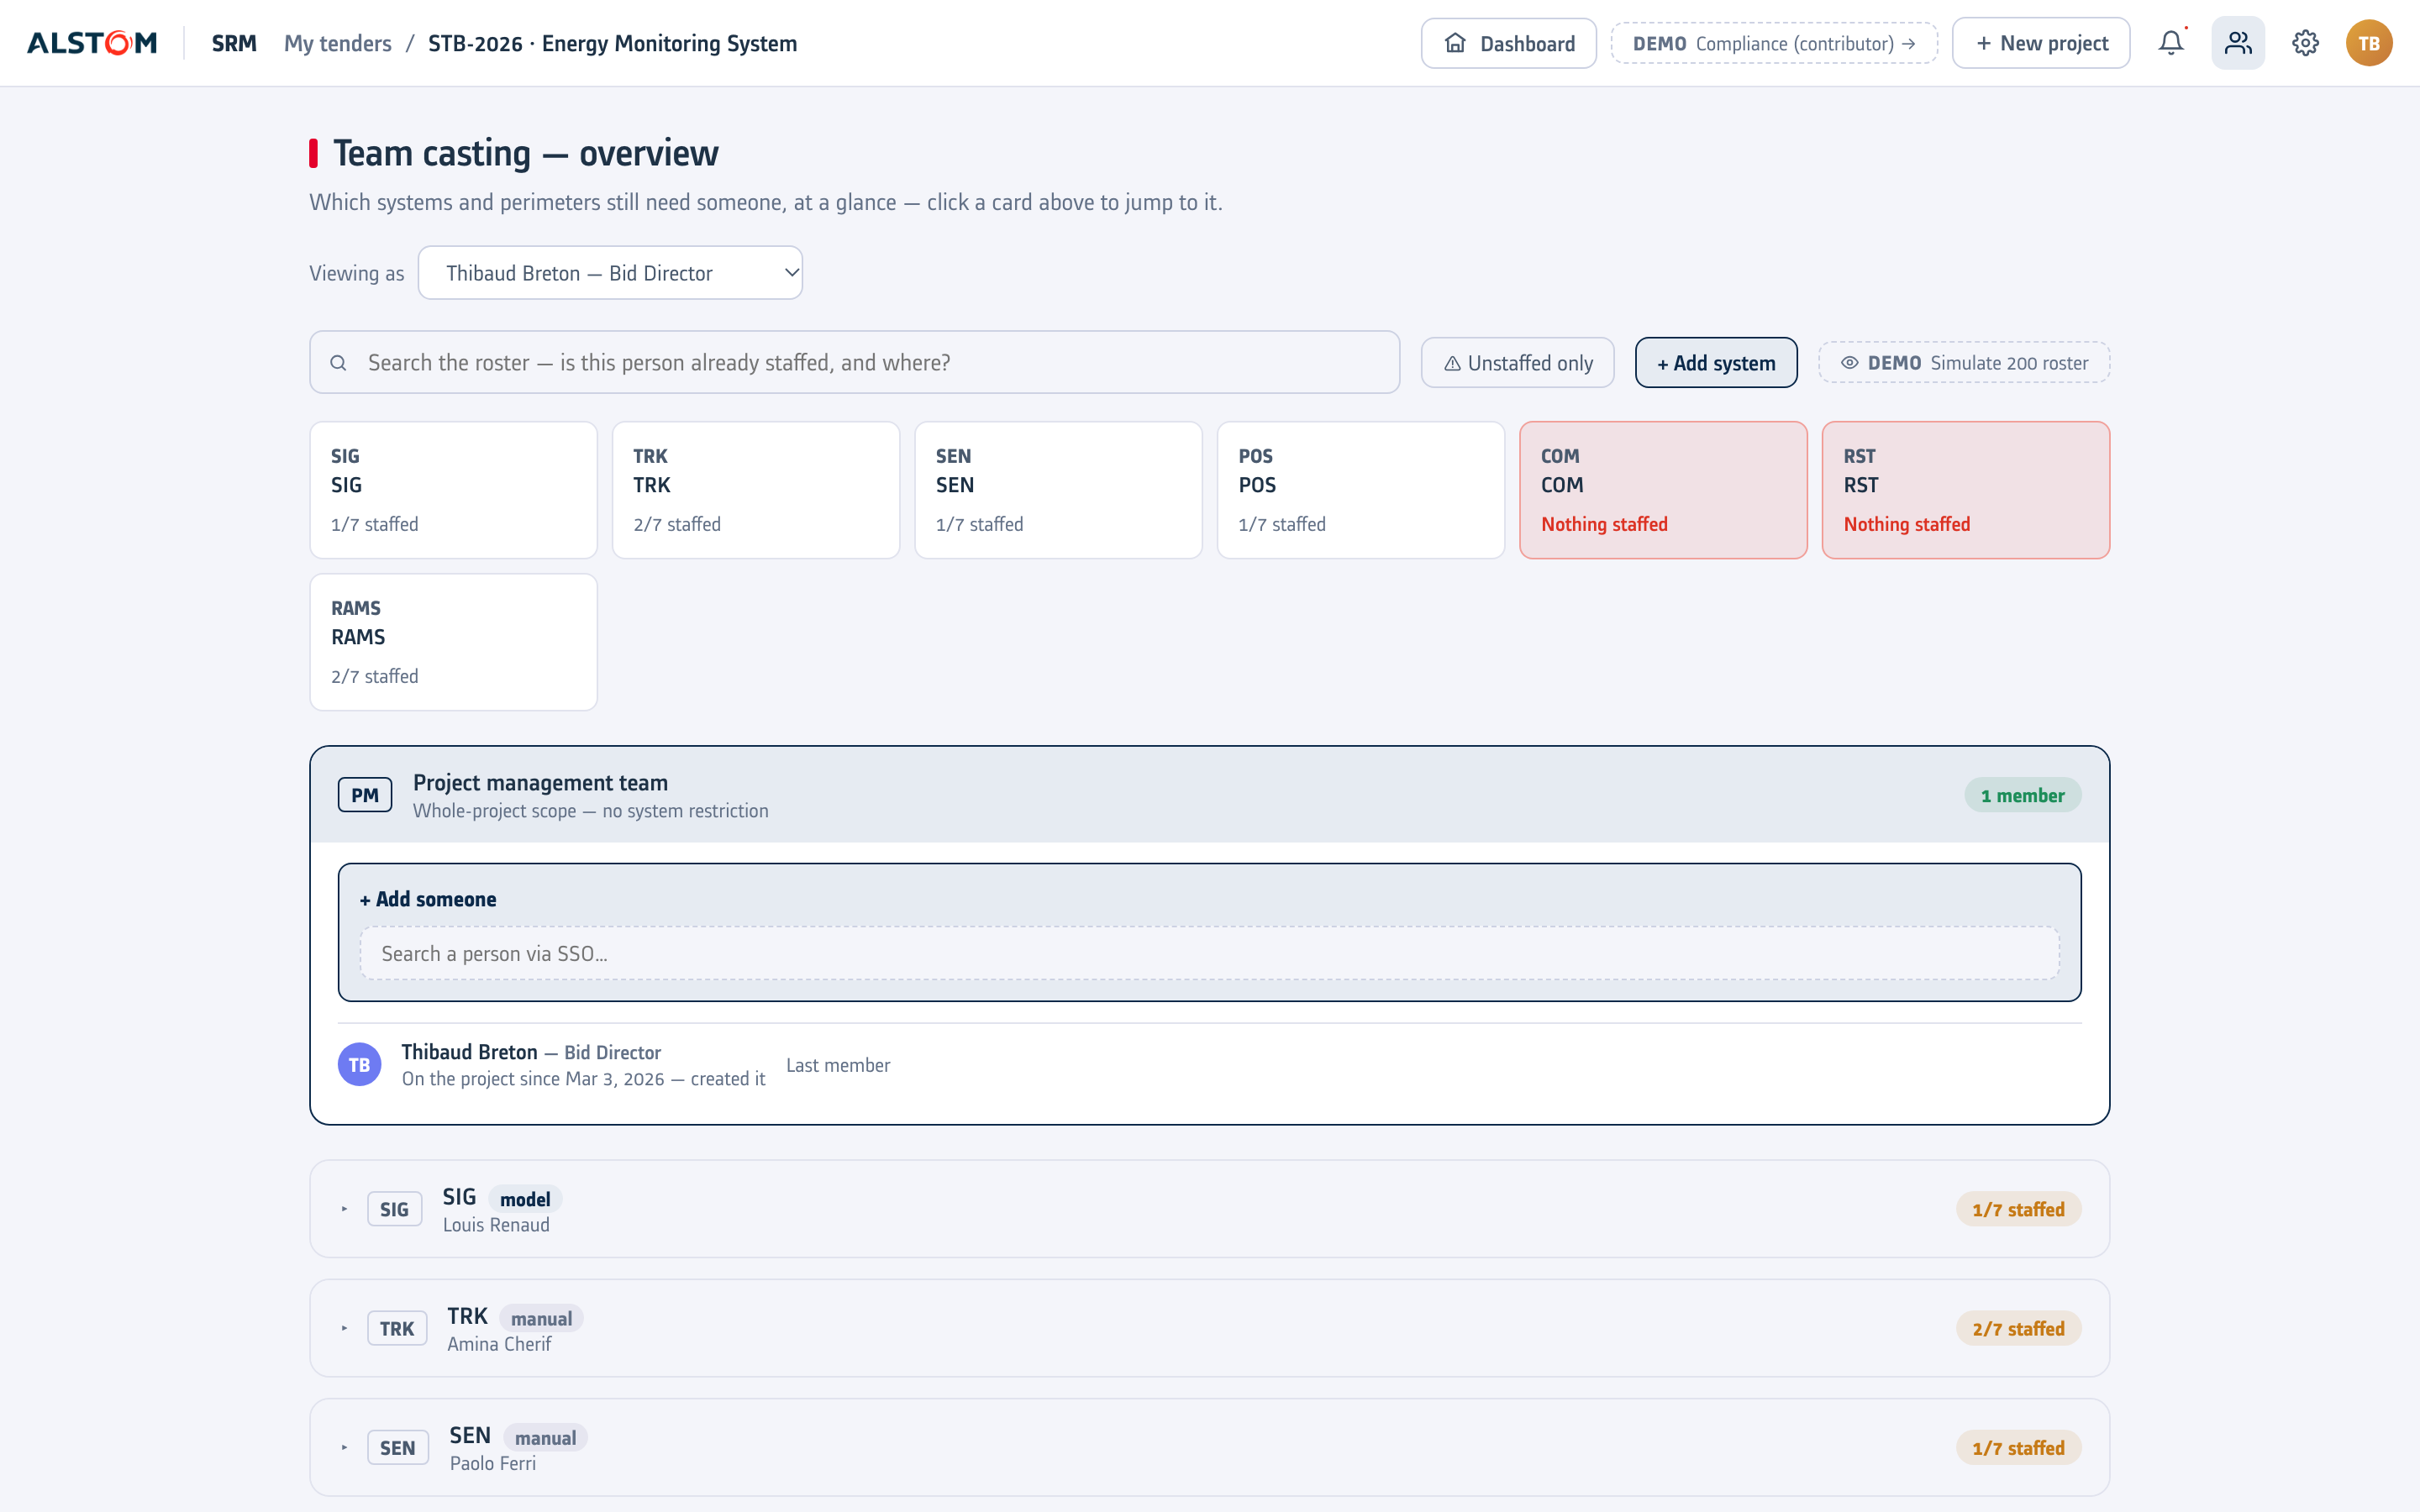 ALSTOM
SRM
My tenders / STB-2026 · Energy Monitoring System
Dashboard
DEMO Compliance (contributor) →
+ New project
TB
Team casting — overview
Which systems and perimeters still need someone, at a glance — click a card above to jump to it.
Viewing as
Thibaud Breton — Bid Director
Search the roster — is this person already staffed, and where?
Unstaffed only
+ Add system
DEMO Simulate 200 roster
SIG
SIG
1/7 staffed
TRK
TRK
2/7 staffed
SEN
SEN
1/7 staffed
POS
POS
1/7 staffed
COM
COM
Nothing staffed
RST
RST
Nothing staffed
RAMS
RAMS
2/7 staffed
PM
Project management team
Whole-project scope — no system restriction
1 member
+ Add someone
Search a person via SSO...
TB
Thibaud Breton — Bid Director
On the project since Mar 3, 2026 — created it
Last member
SIG
SIG model
Louis Renaud
1/7 staffed
TRK
TRK manual
Amina Cherif
2/7 staffed
SEN
SEN manual
Paolo Ferri
1/7 staffed